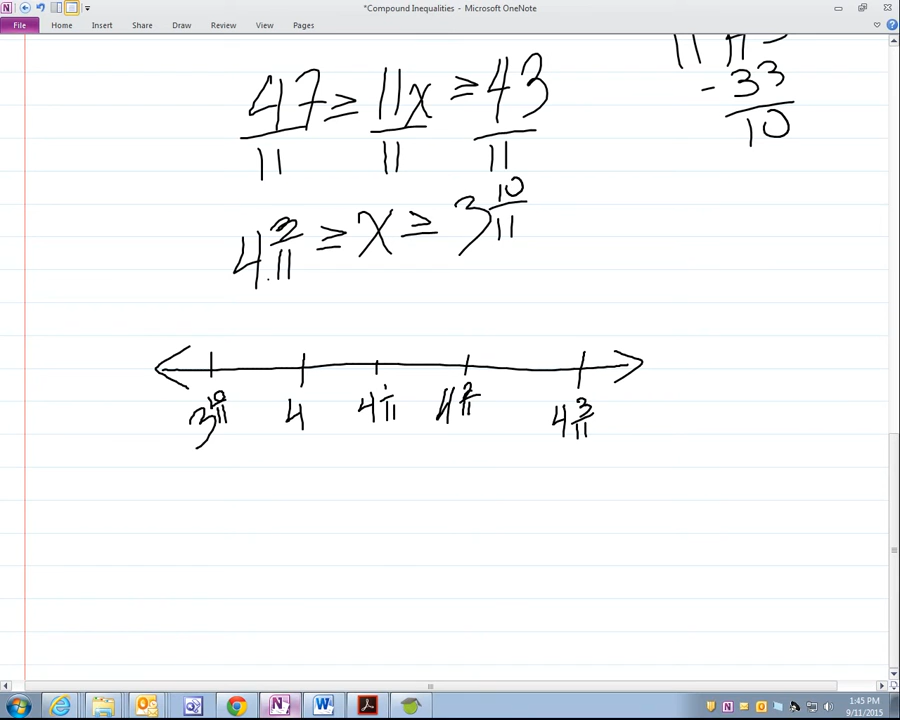 *Compound Inequalities - Microsoft OneNote
File Home Insert Share Draw Review View Pages
47 ≥ 11x ≥ 43
11 11 11
- 33
10
4 3/11 ≥ x ≥ 3 10/11
3 10/11 4 4 1/11 4 2/11 4 3/11
1:45 PM
9/11/2015